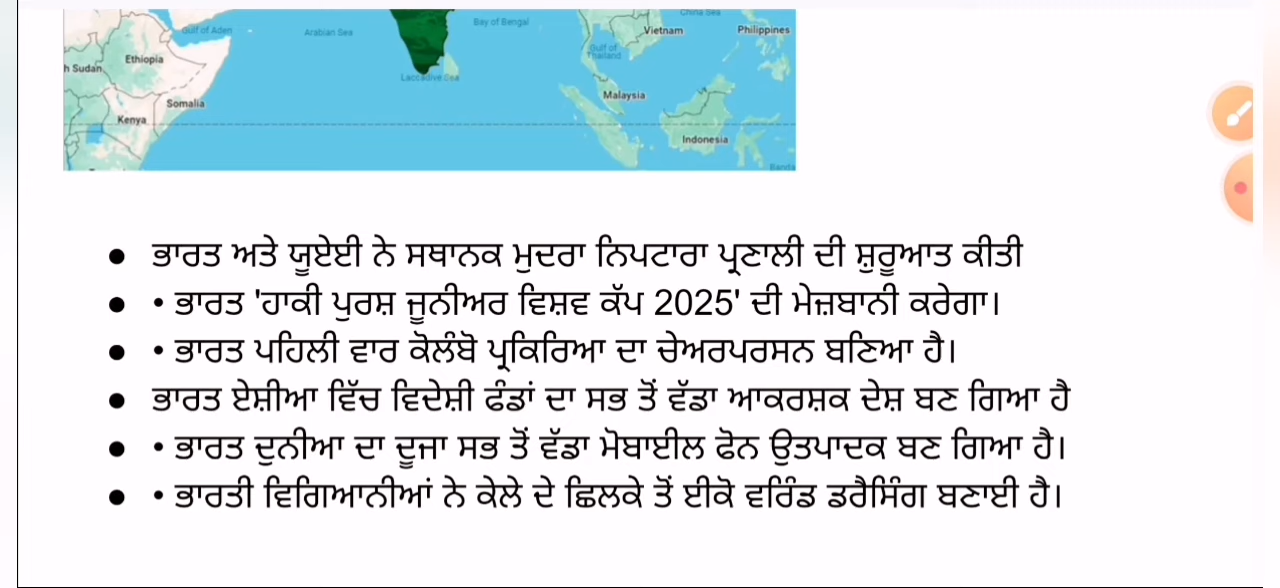 China Sea
Gulf of Aden
Arabian Sea
Bay of Bengal
Vietnam
Philippines
Gulf of
Thailand
Ethiopia
h Sudan
Laccadive Sea
Malaysia
Somalia
Kenya
Indonesia
Banda
● ਭਾਰਤ ਅਤੇ ਯੂਏਈ ਨੇ ਸਥਾਨਕ ਮੁਦਰਾ ਨਿਪਟਾਰਾ ਪ੍ਰਣਾਲੀ ਦੀ ਸ਼ੁਰੂਆਤ ਕੀਤੀ
● • ਭਾਰਤ 'ਹਾਕੀ ਪੁਰਸ਼ ਜੂਨੀਅਰ ਵਿਸ਼ਵ ਕੱਪ 2025' ਦੀ ਮੇਜ਼ਬਾਨੀ ਕਰੇਗਾ।
● • ਭਾਰਤ ਪਹਿਲੀ ਵਾਰ ਕੋਲੰਬੋ ਪ੍ਰਕਿਰਿਆ ਦਾ ਚੇਅਰਪਰਸਨ ਬਣਿਆ ਹੈ।
● ਭਾਰਤ ਏਸ਼ੀਆ ਵਿੱਚ ਵਿਦੇਸ਼ੀ ਫੰਡਾਂ ਦਾ ਸਭ ਤੋਂ ਵੱਡਾ ਆਕਰਸ਼ਕ ਦੇਸ਼ ਬਣ ਗਿਆ ਹੈ
● • ਭਾਰਤ ਦੁਨੀਆ ਦਾ ਦੂਜਾ ਸਭ ਤੋਂ ਵੱਡਾ ਮੋਬਾਈਲ ਫੋਨ ਉਤਪਾਦਕ ਬਣ ਗਿਆ ਹੈ।
● • ਭਾਰਤੀ ਵਿਗਿਆਨੀਆਂ ਨੇ ਕੇਲੇ ਦੇ ਛਿਲਕੇ ਤੋਂ ਈਕੋ ਵਰਿੰਡ ਡਰੈਸਿੰਗ ਬਣਾਈ ਹੈ।